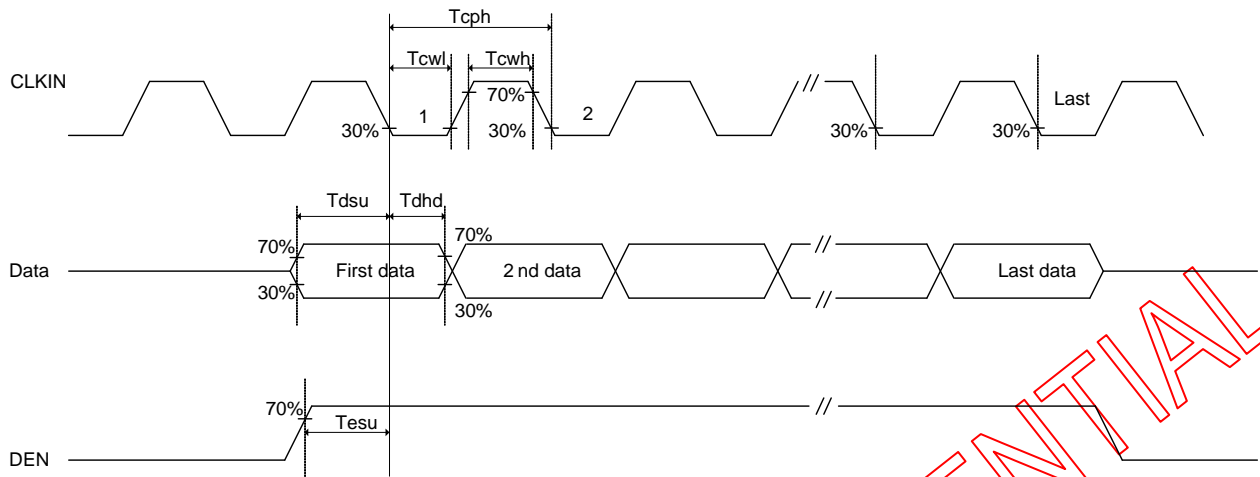 Tcph
Tcwl
Tcwh
CLKIN
70%
30%
1
30%
2
//
30%
30%
Last
Tdsu
Tdhd
70%
70%
//
Data
First data
2 nd data
Last data
30%
30%
//
70%
Tesu
//
DEN
ENTIAL